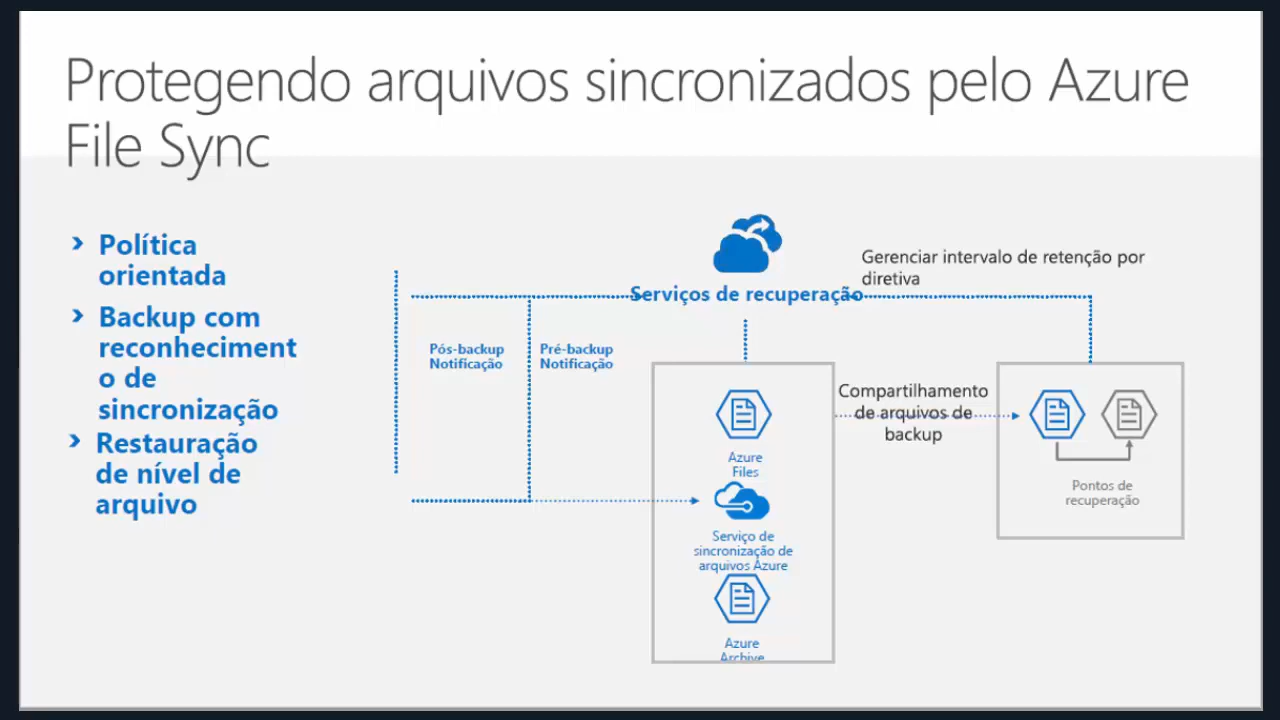 Protegendo arquivos sincronizados pelo Azure
File Sync
Política
orientada
Backup com
reconheciment
o de
sincronização
Restauração
de nível de
arquivo
Serviços de recuperação
Gerenciar intervalo de retenção por
diretiva
Pós-backup
Notificação
Pré-backup
Notificação
Azure
Files
Serviço de
sincronização de
arquivos Azure
Azure
Archive
Compartilhamento
de arquivos de
backup
Pontos de
recuperação